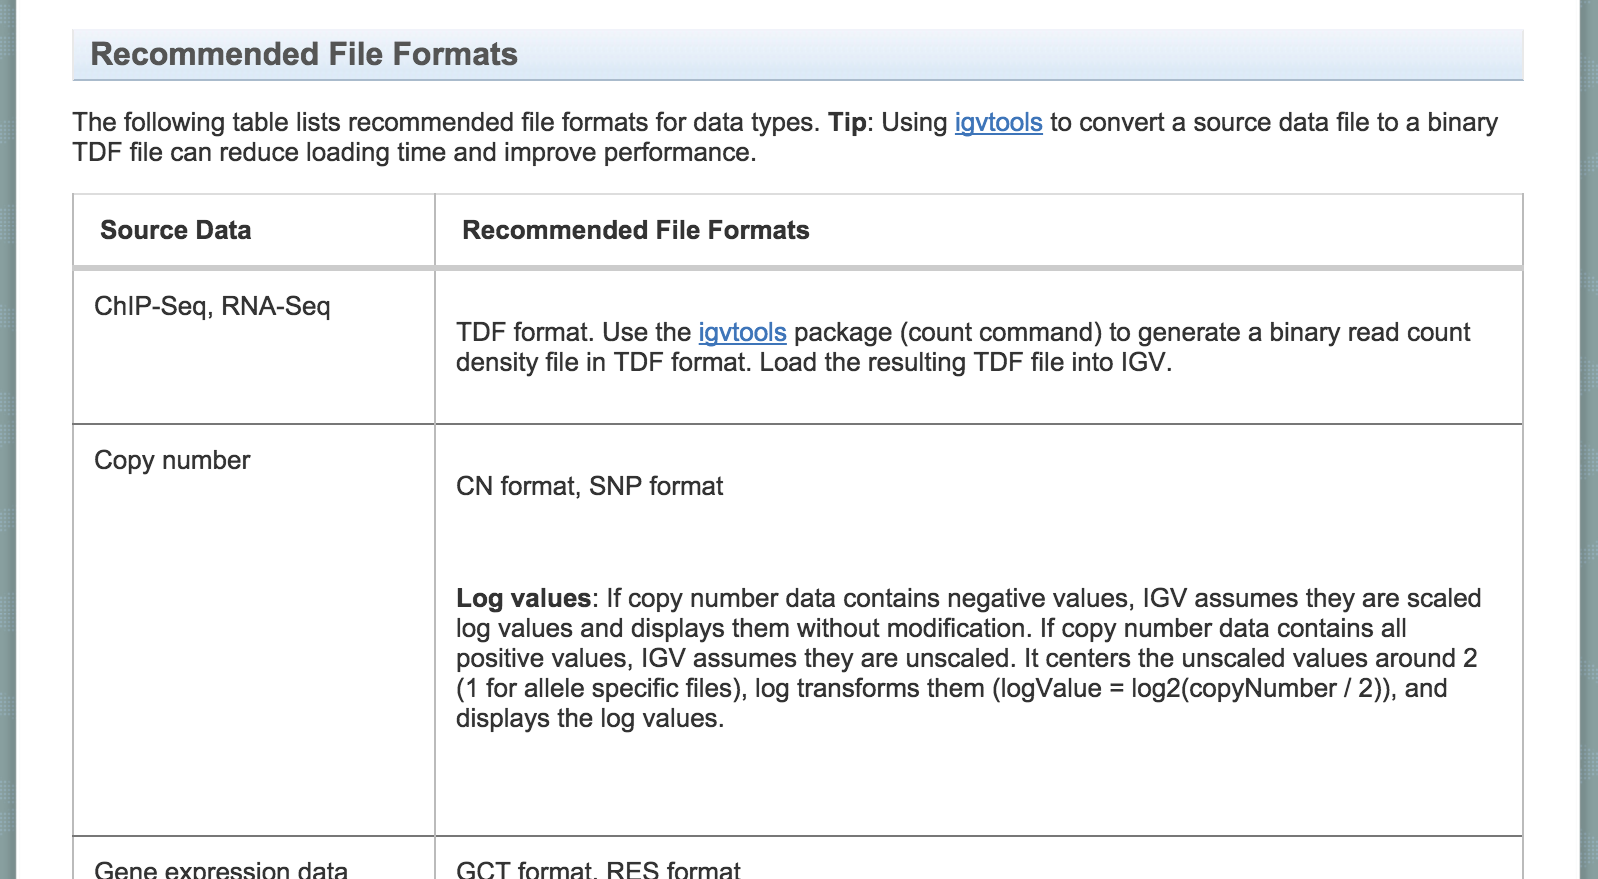 Recommended File Formats
The following table lists recommended file formats for data types. Tip: Using igvtools to convert a source data file to a binary
TDF file can reduce loading time and improve performance.
Source Data
Recommended File Formats
ChIP-Seq, RNA-Seq
TDF format. Use the igvtools package (count command) to generate a binary read count
density file in TDF format. Load the resulting TDF file into IGV.
Copy number
CN format, SNP format
Log values: If copy number data contains negative values, IGV assumes they are scaled
log values and displays them without modification. If copy number data contains all
positive values, IGV assumes they are unscaled. It centers the unscaled values around 2
(1 for allele specific files), log transforms them (logValue = log2(copyNumber / 2)), and
displays the log values.
Gene expression data
GCT format, RES format